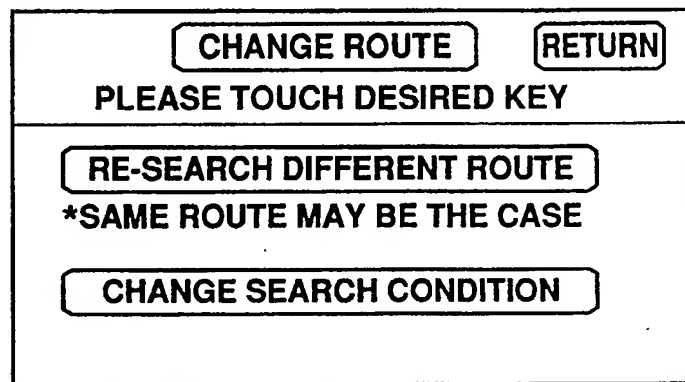 CHANGE ROUTE RETURN
PLEASE TOUCH DESIRED KEY
RE-SEARCH DIFFERENT ROUTE
*SAME ROUTE MAY BE THE CASE
CHANGE SEARCH CONDITION